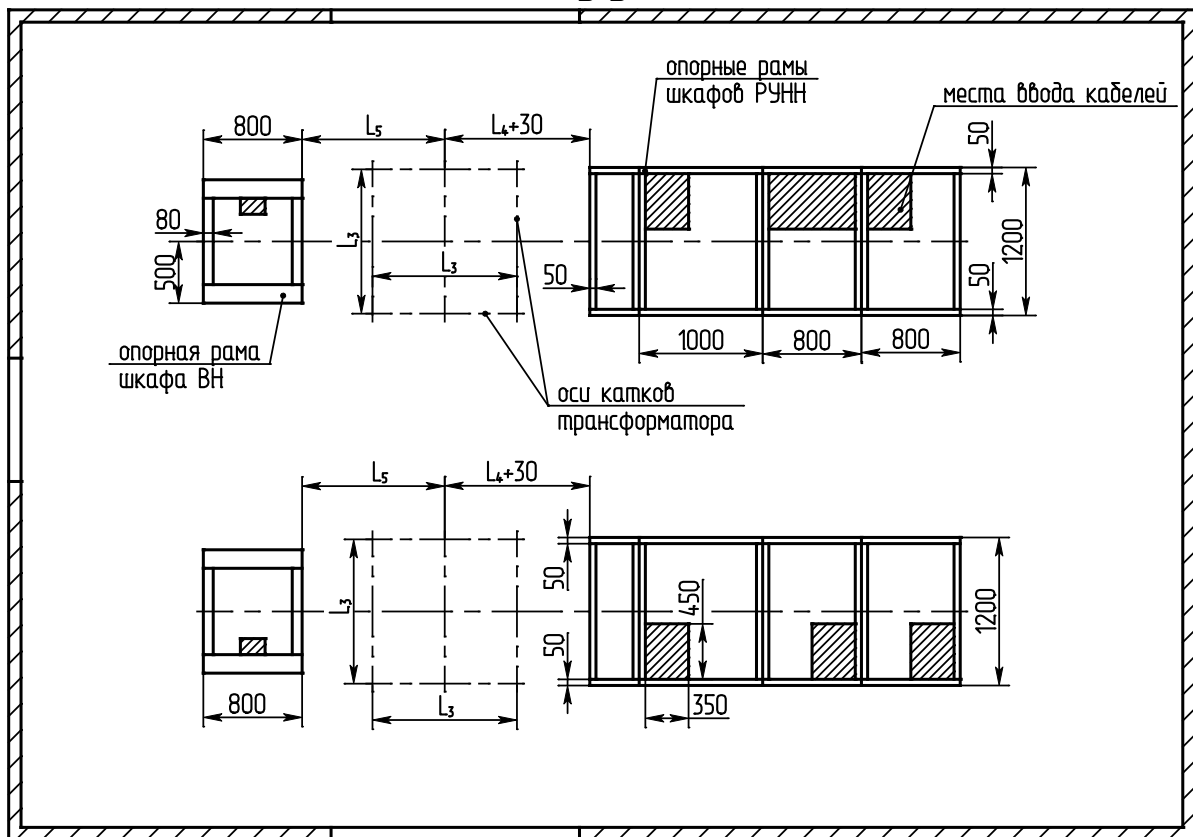 опорные рамы
шкафов РУНН
места ввода кабелей
800
L₅
L₄+30
50
80
500
L₃
L₃
50
1200
50
1000
800
800
опорная рама
шкафа ВН
оси катков
трансформатора
L₅
L₄+30
50
L₃
450
1200
50
800
L₃
350